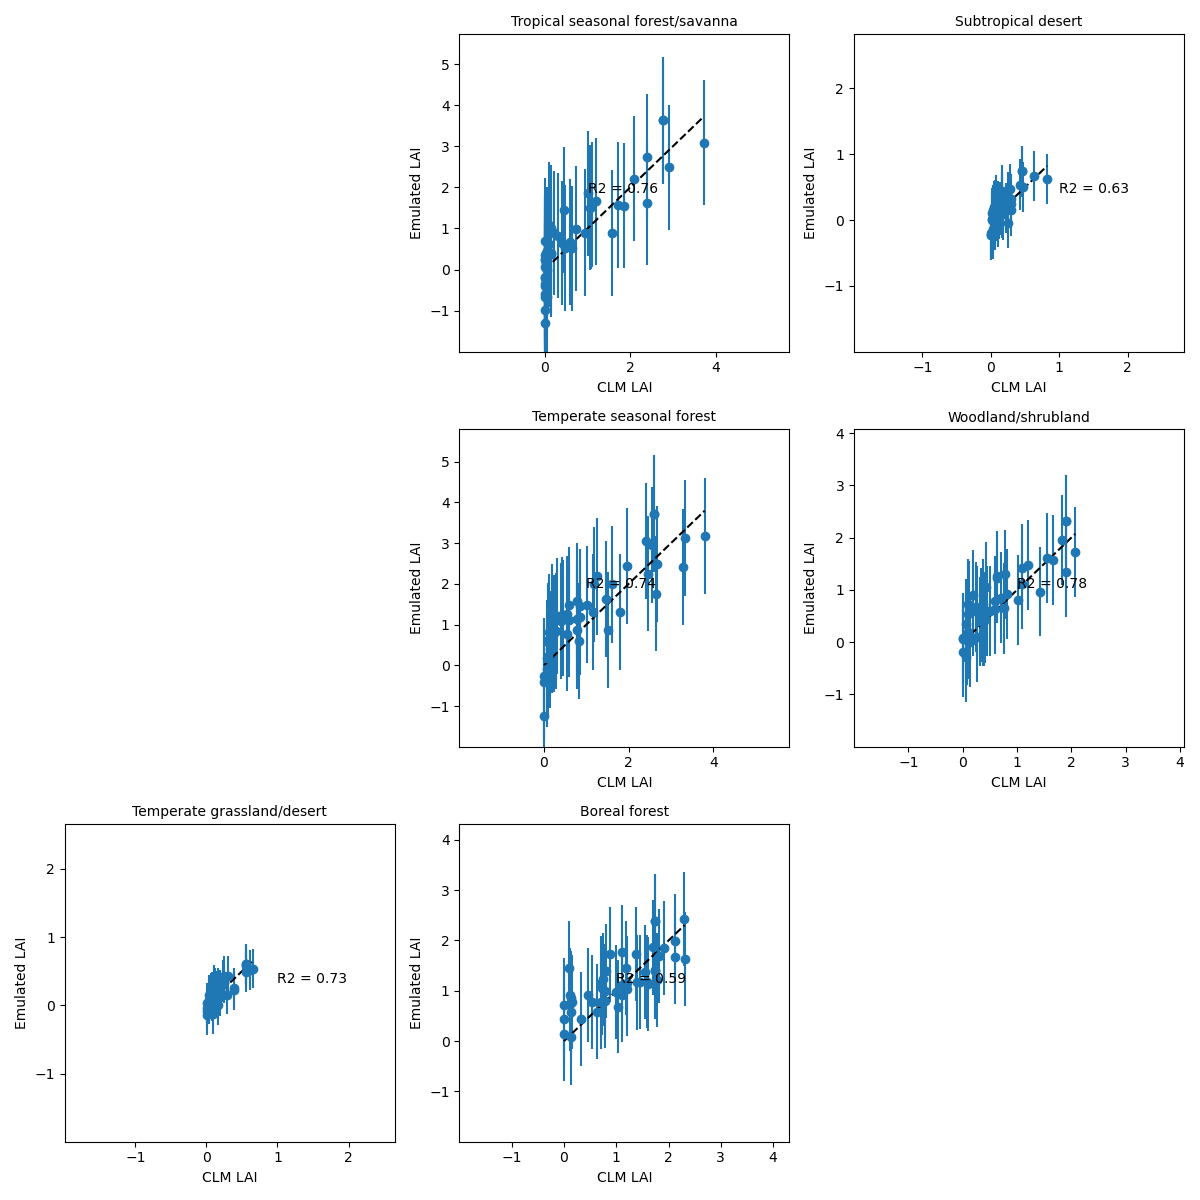 Tropical seasonal forest/savanna
5
4
3
2
1
0
−1
Emulated LAI
R2 = 0.76
0 2 4
CLM LAI
Subtropical desert
2
1
0
−1
Emulated LAI
R2 = 0.63
−1 0 1 2
CLM LAI
Temperate seasonal forest
5
4
3
2
1
0
−1
Emulated LAI
R2 = 0.74
0 2 4
CLM LAI
Woodland/shrubland
4
3
2
1
0
−1
Emulated LAI
R2 = 0.78
−1 0 1 2 3 4
CLM LAI
Temperate grassland/desert
2
1
0
−1
Emulated LAI
R2 = 0.73
−1 0 1 2
CLM LAI
Boreal forest
4
3
2
1
0
−1
Emulated LAI
R2 = 0.59
−1 0 1 2 3 4
CLM LAI